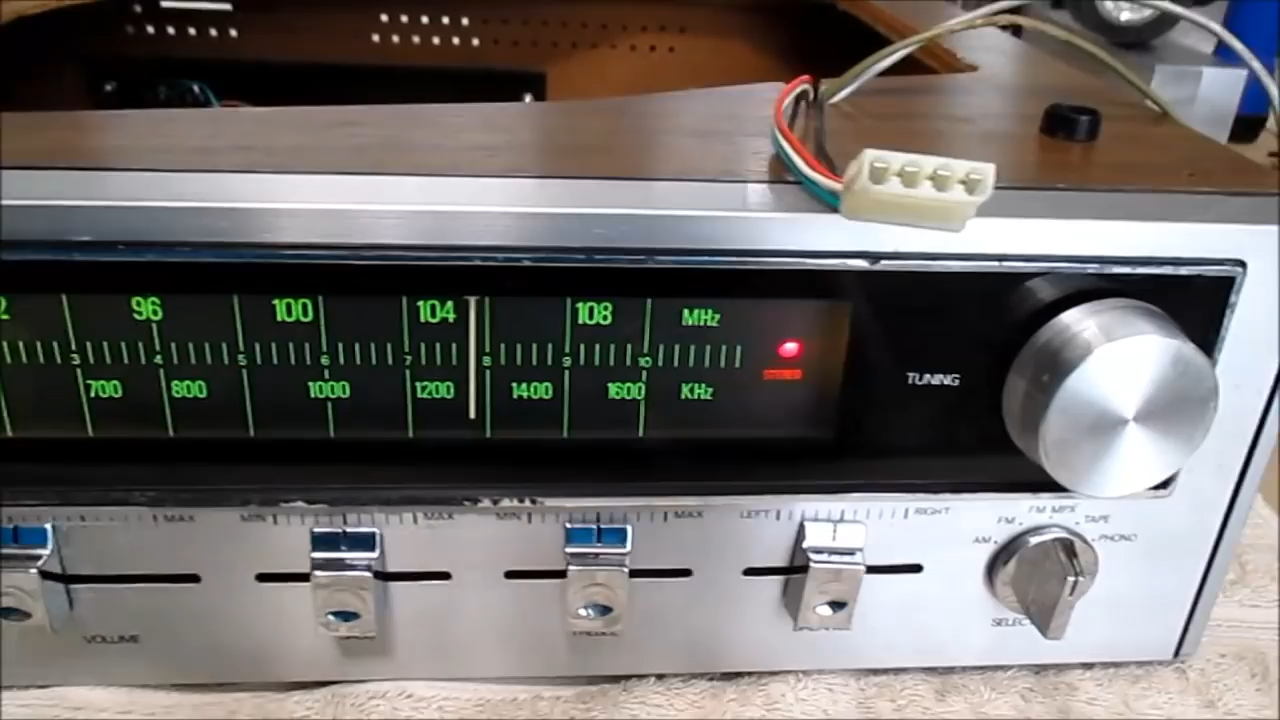 96 100 104 108 MHz
3 4 5 6 7 8 9 10
STEREO
700 800 1000 1200 1400 1600 KHz
TUNING
MAX MIN MAX MIN MAX LEFT RIGHT
FM FM MPX TAPE
AM PHONO
VOLUME